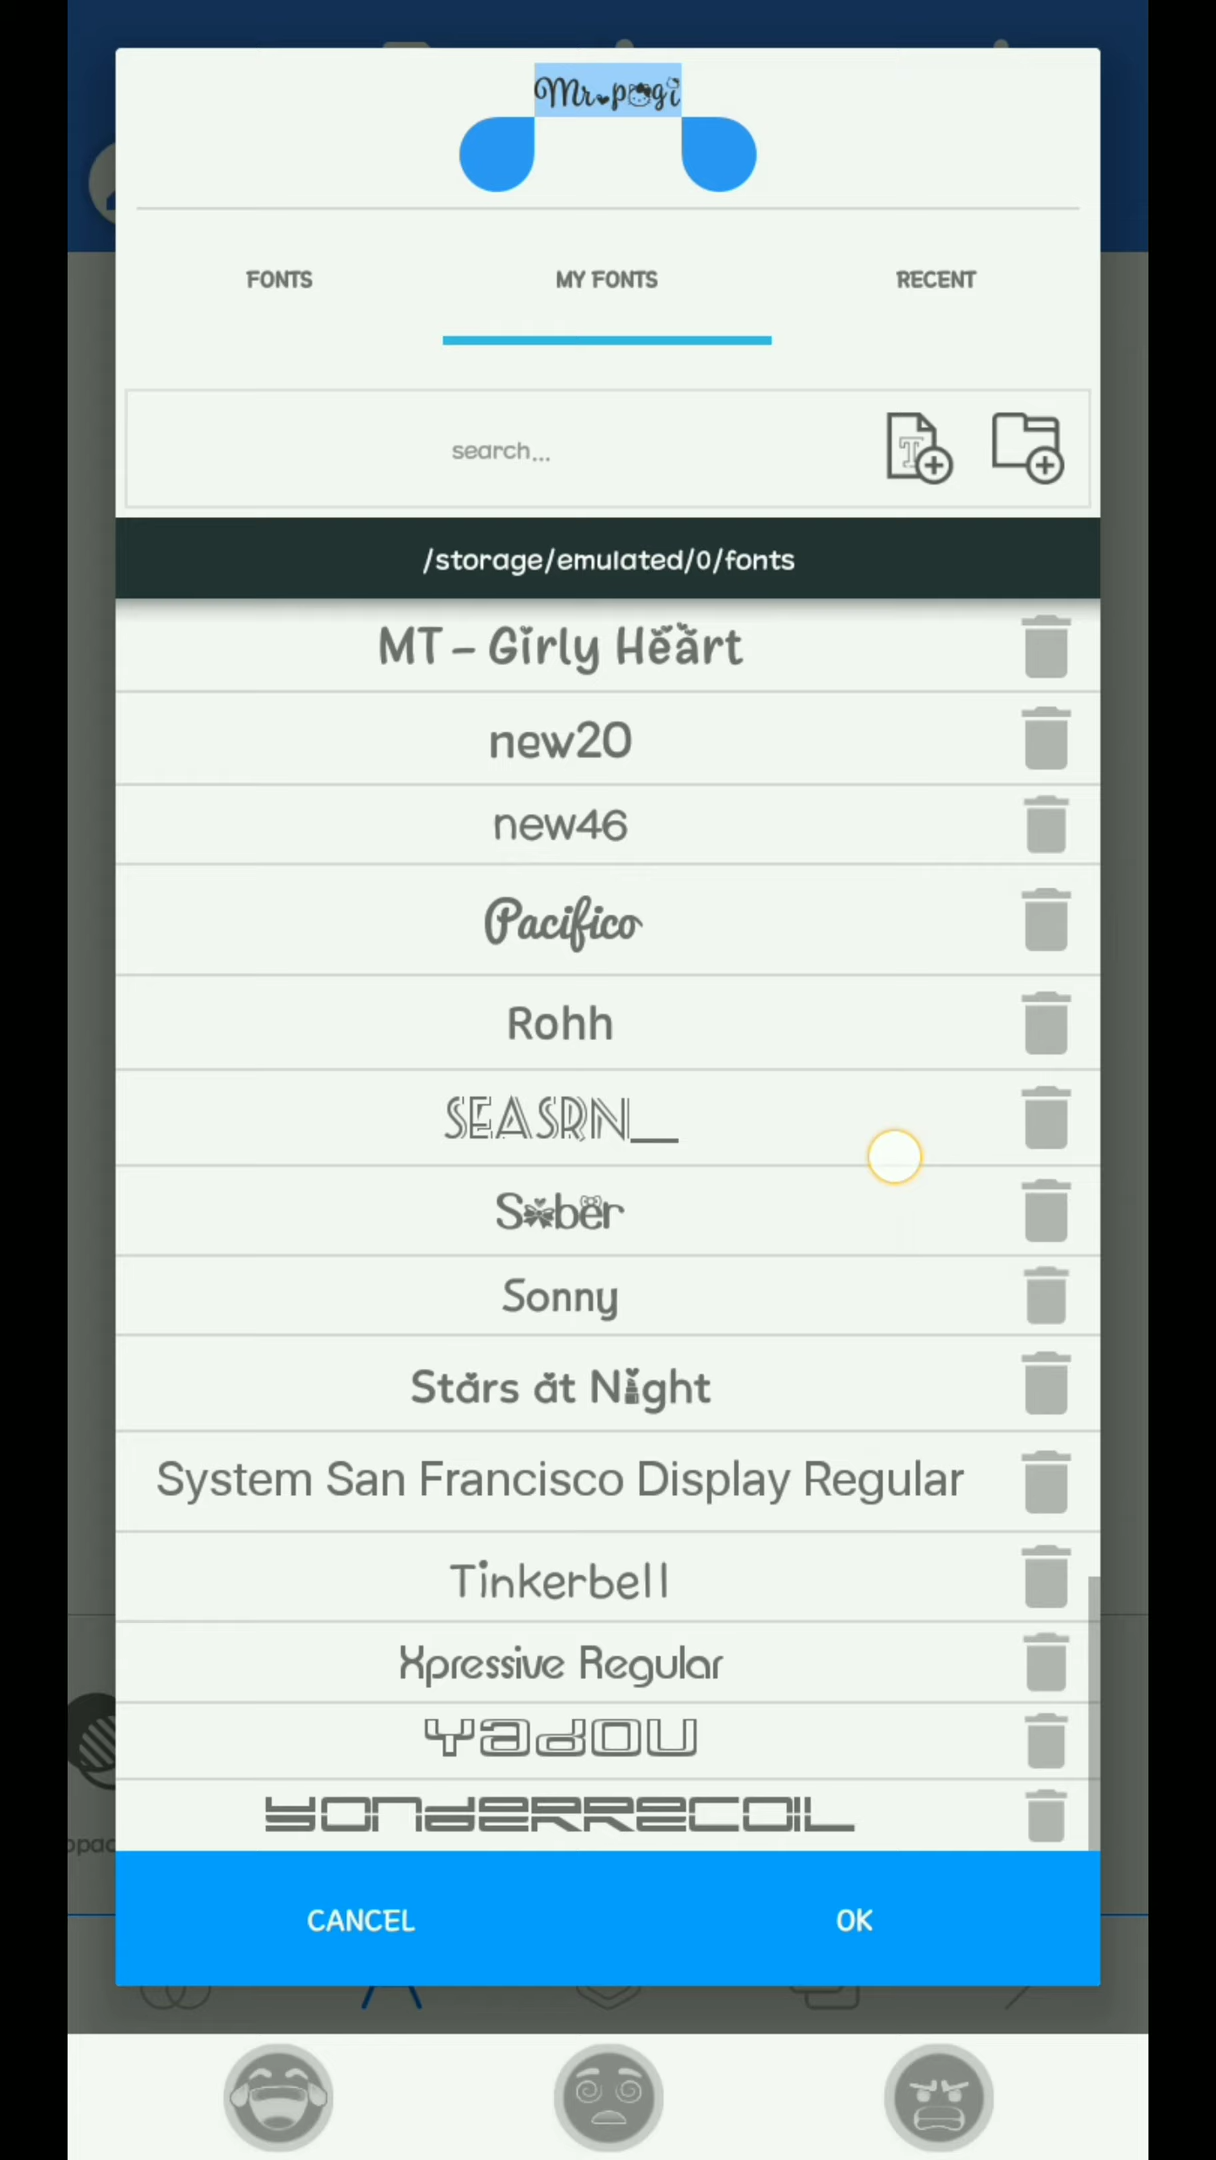 Mr.pogi
FONTS
MY FONTS
RECENT
search...
/storage/emulated/0/fonts
MT - Girly Heart
new20
new46
Pacifico
Rohh
SEASRN__
Sober
Sonny
Stars at Night
System San Francisco Display Regular
Tinkerbell
Xpressive Regular
Yadou
yonderrecoil
CANCEL
OK